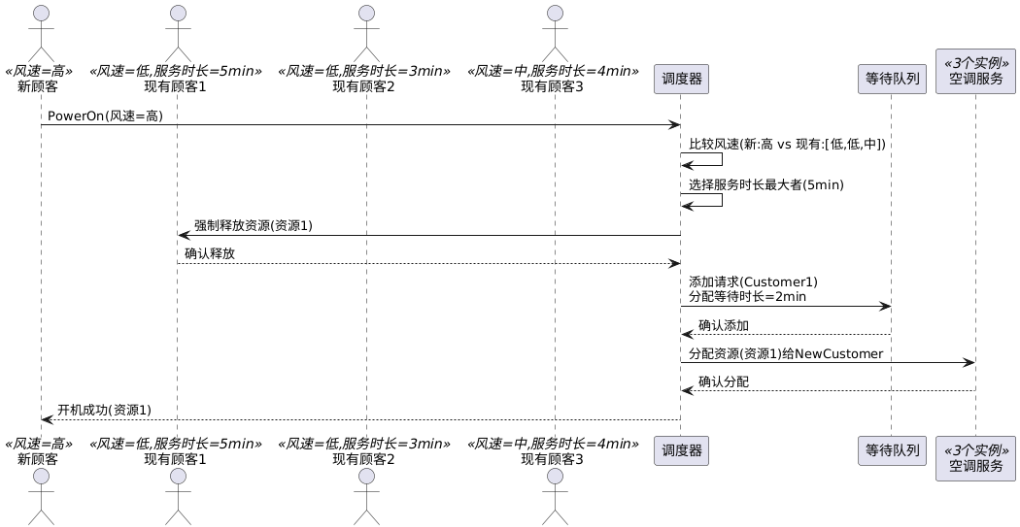 «风速=高»
新顾客
«风速=低,服务时长=5min»
现有顾客1
«风速=低,服务时长=3min»
现有顾客2
«风速=中,服务时长=4min»
现有顾客3
调度器
等待队列
«3个实例»
空调服务
PowerOn(风速=高)
比较风速(新:高 vs 现有:[低,低,中])
选择服务时长最大者(5min)
强制释放资源(资源1)
确认释放
添加请求(Customer1)
分配等待时长=2min
确认添加
分配资源(资源1)给NewCustomer
确认分配
开机成功(资源1)
«风速=高»
新顾客
«风速=低,服务时长=5min»
现有顾客1
«风速=低,服务时长=3min»
现有顾客2
«风速=中,服务时长=4min»
现有顾客3
调度器
等待队列
«3个实例»
空调服务